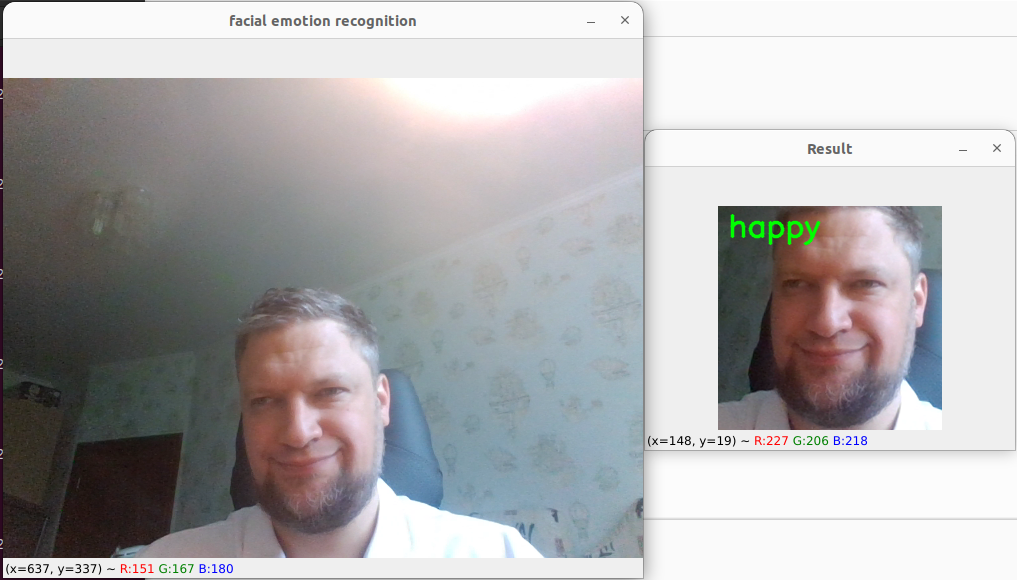 facial emotion recognition
Result
happy
(x=148, y=19) ~ R:227 G:206 B:218
(x=637, y=337) ~ R:151 G:167 B:180